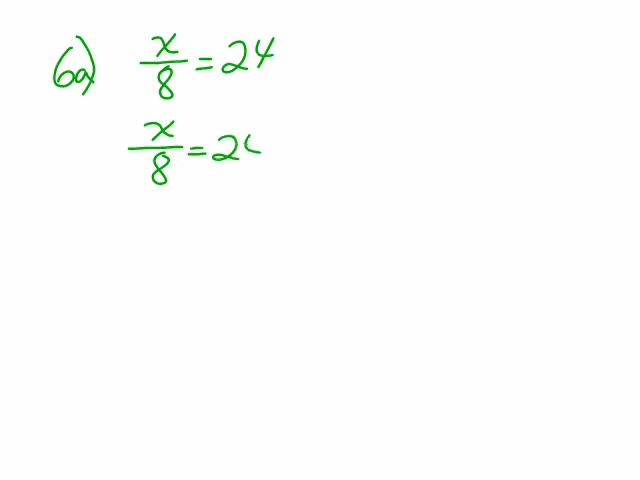 6a) x/8 = 24
x/8 = 2